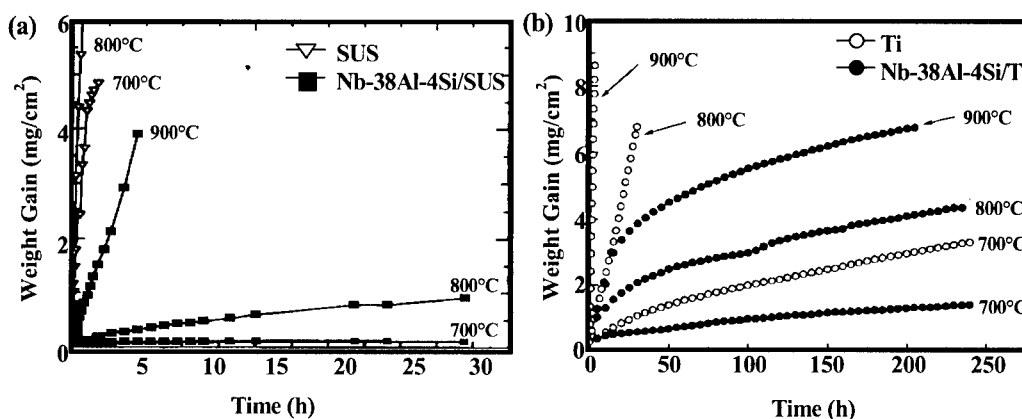 (a)
Weight Gain (mg/cm²)
6
4
2
0
800°C
700°C
900°C
SUS
Nb-38Al-4Si/SUS
800°C
700°C
5
10
15
20
25
30
Time (h)
(b)
Weight Gain (mg/cm²)
10
8
6
4
2
0
900°C
800°C
Ti
Nb-38Al-4Si/T
900°C
800°C
700°C
700°C
0
50
100
150
200
250
Time (h)